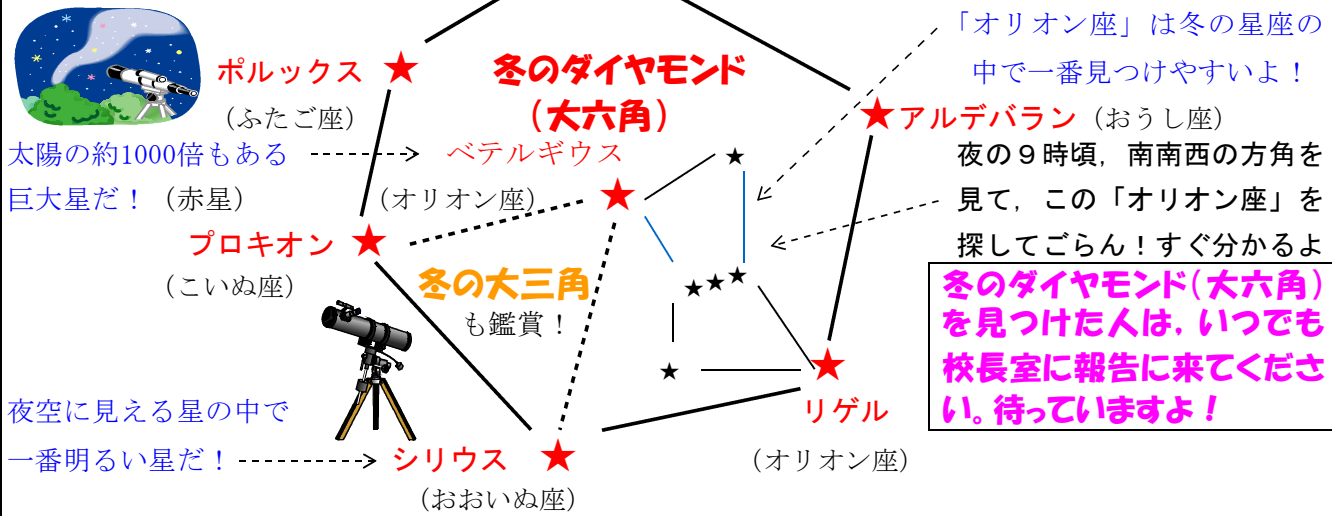 「オリオン座」は冬の星座の
中で一番見つけやすいよ！
ポルックス
（ふたご座）
冬のダイヤモンド
（大六角）
アルデバラン（おうし座）
太陽の約1000倍もある
巨大星だ！（赤星）
ベテルギウス
（オリオン座）
夜の９時頃，南南西の方角を
見て，この「オリオン座」を
探してごらん！すぐ分かるよ
プロキオン
（こいぬ座）
冬の大三角
も鑑賞！
冬のダイヤモンド（大六角）
を見つけた人は，いつでも
校長室に報告に来てくださ
い。待っていますよ！
リゲル
（オリオン座）
夜空に見える星の中で
一番明るい星だ！
シリウス
（おおいぬ座）